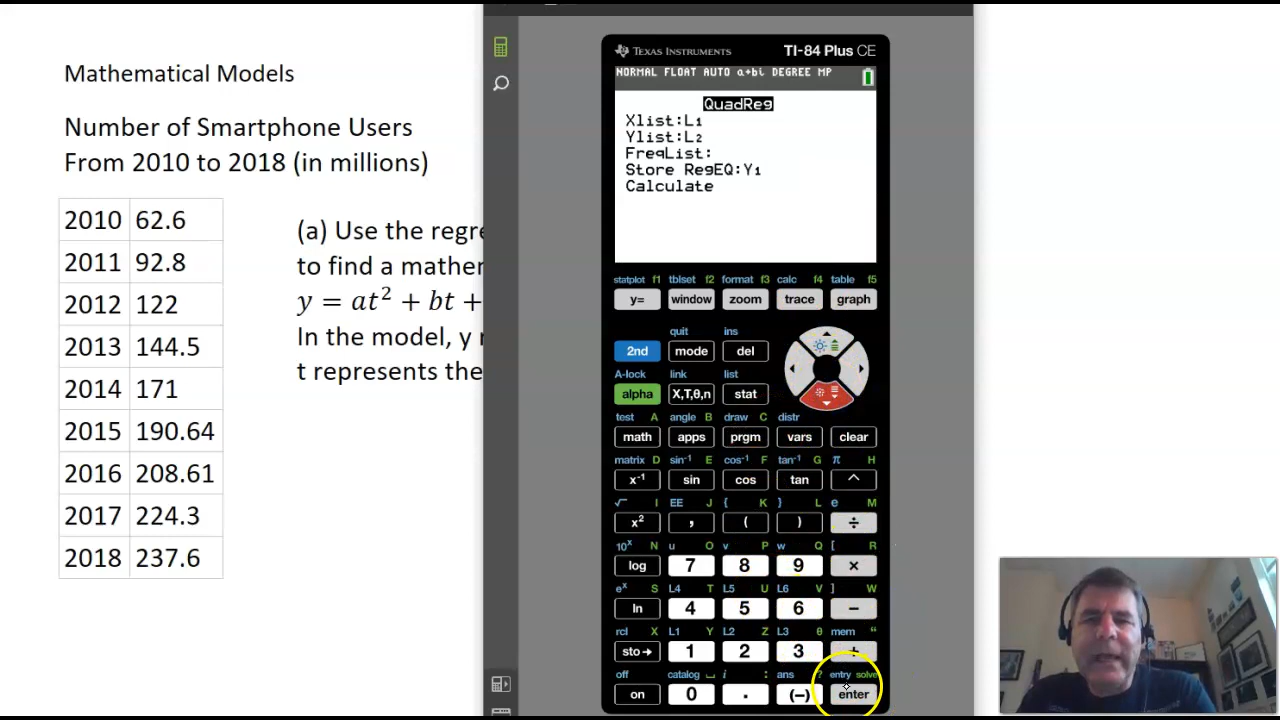 Mathematical Models
Number of Smartphone Users
From 2010 to 2018 (in millions)
2010 62.6
2011 92.8
2012 122
2013 144.5
2014 171
2015 190.64
2016 208.61
2017 224.3
2018 237.6
(a) Use the regre
to find a mathem
y = at² + bt +
In the model, y r
t represents the
TEXAS INSTRUMENTS TI-84 Plus CE
NORMAL FLOAT AUTO a+bi DEGREE MP
QuadReg
Xlist:L₁
Ylist:L₂
FreqList:
Store RegEQ:Y₁
Calculate
statplot f1 tblset f2 format f3 calc f4 table f5
y= window zoom trace graph
quit ins
2nd mode del
A-lock link list
alpha X,T,θ,n stat
test A angle B draw C distr
math apps prgm vars clear
matrix D sin⁻¹ E cos⁻¹ F tan⁻¹ G π H
x⁻¹ sin cos tan ^
√ I EE J { K } L e M
x² , ( ) ÷
10ˣ N u O v P w Q [ R
log 7 8 9 ×
eˣ S L4 T L5 U L6 V ] W
ln 4 5 6 −
rcl X L1 Y L2 Z L3 θ mem "
sto→ 1 2 3 +
off catalog ⎵ i : ans ? entry solve
on 0 . (−) enter